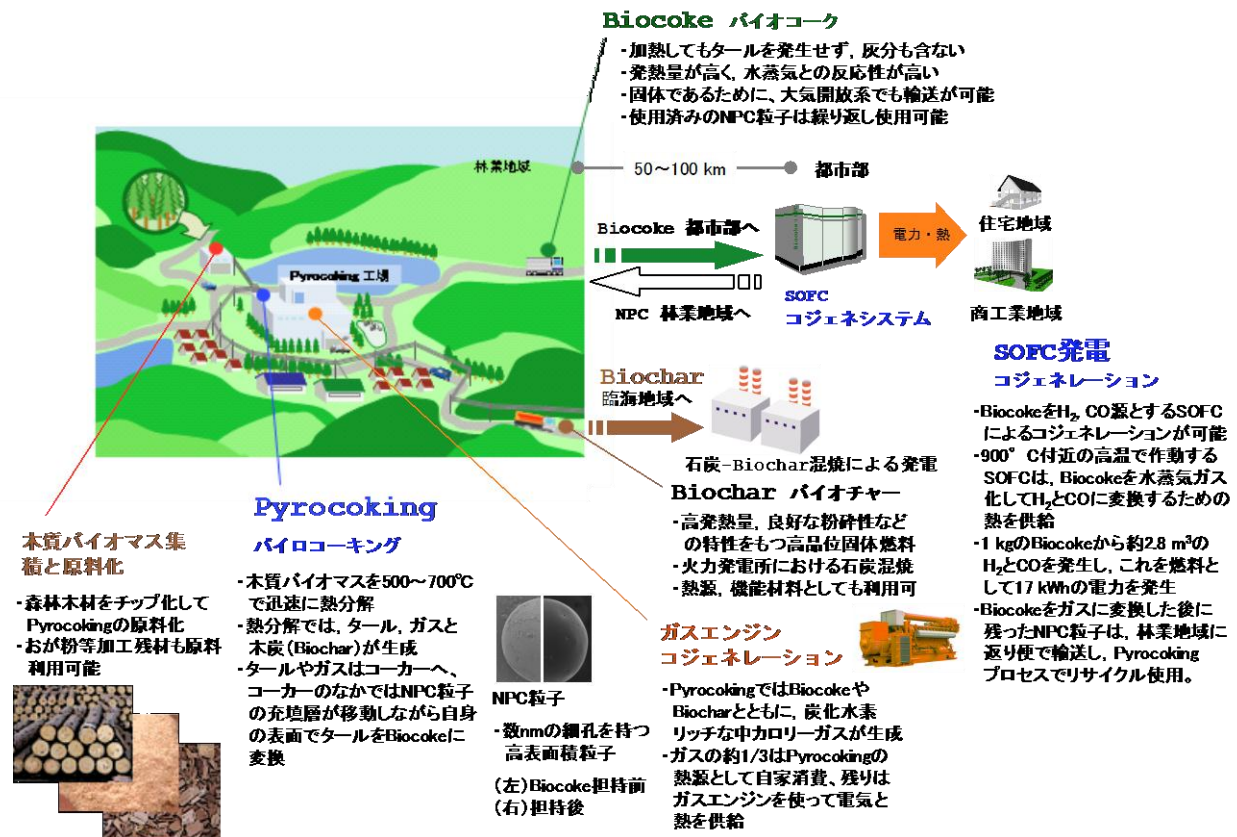 Biocoke バイオコーク
・加熱してもタールを発生せず，灰分も含ない
・発熱量が高く，水蒸気との反応性が高い
・固体であるために、大気開放系でも輸送が可能
・使用済みのNPC粒子は繰り返し使用可能
林業地域
50～100 km
都市部
Biocoke 都市部へ
NPC 林業地域へ
SOFC
コジェネシステム
電力・熱
住宅地域
商工業地域
Pyrocoking 工場
Biochar
臨海地域へ
石炭-Biochar混焼による発電
Biochar バイオチャー
・高発熱量，良好な粉砕性など
の特性をもつ高品位固体燃料
・火力発電所における石炭混焼
・熱源，機能材料としても利用可
SOFC発電
コジェネレーション
・BiocokeをH₂, CO源とするSOFC
によるコジェネレーションが可能
・900°C付近の高温で作動する
SOFCは，Biocokeを水蒸気ガス
化してH₂とCOに変換するための
熱を供給
・1 kgのBiocokeから約2.8 m³の
H₂とCOを発生し，これを燃料と
して17 kWhの電力を発生
・Biocokeをガスに変換した後に
残ったNPC粒子は，林業地域に
返り便で輸送し，Pyrocoking
プロセスでリサイクル使用。
木質バイオマス集
積と原料化
・森林木材をチップ化して
Pyrocokingの原料化
・おが粉等加工残材も原料
利用可能
Pyrocoking
パイロコーキング
・木質バイオマスを500～700℃
で迅速に熱分解
・熱分解では，タール，ガスと
木炭（Biochar）が生成
・タールやガスはコーカーへ、
コーカーのなかではNPC粒子
の充填層が移動しながら自身
の表面でタールをBiocokeに
変換
NPC粒子
・数nmの細孔を持つ
高表面積粒子
（左）Biocoke担持前
（右）担持後
ガスエンジン
コジェネレーション
・PyrocokingではBiocokeや
Biocharとともに，炭化水素
リッチな中カロリーガスが生成
・ガスの約1/3はPyrocokingの
熱源として自家消費、残りは
ガスエンジンを使って電気と
熱を供給